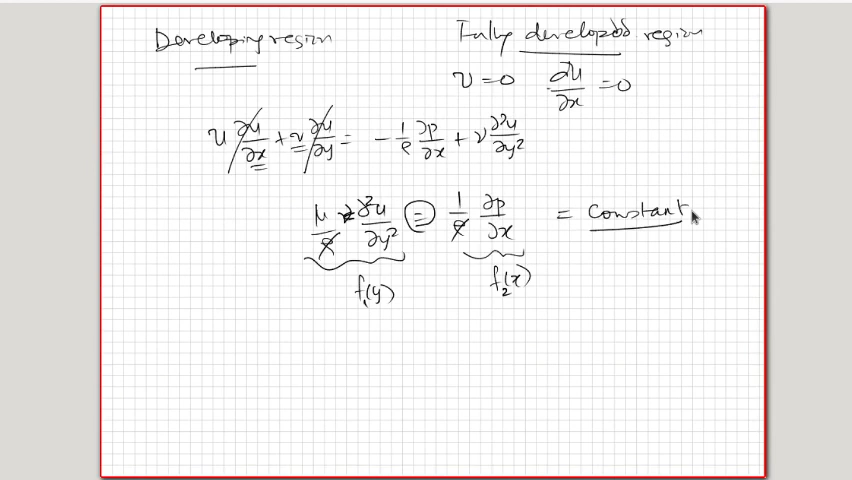 Developing region
Fully developed region
v = 0 ∂u/∂x = 0
u ∂u/∂x + v ∂u/∂y = - 1/ρ ∂p/∂x + ν ∂²u/∂y²
μ/ρ ∂²u/∂y² = 1/ρ ∂p/∂x = constant
f₁(y) f₂(x)